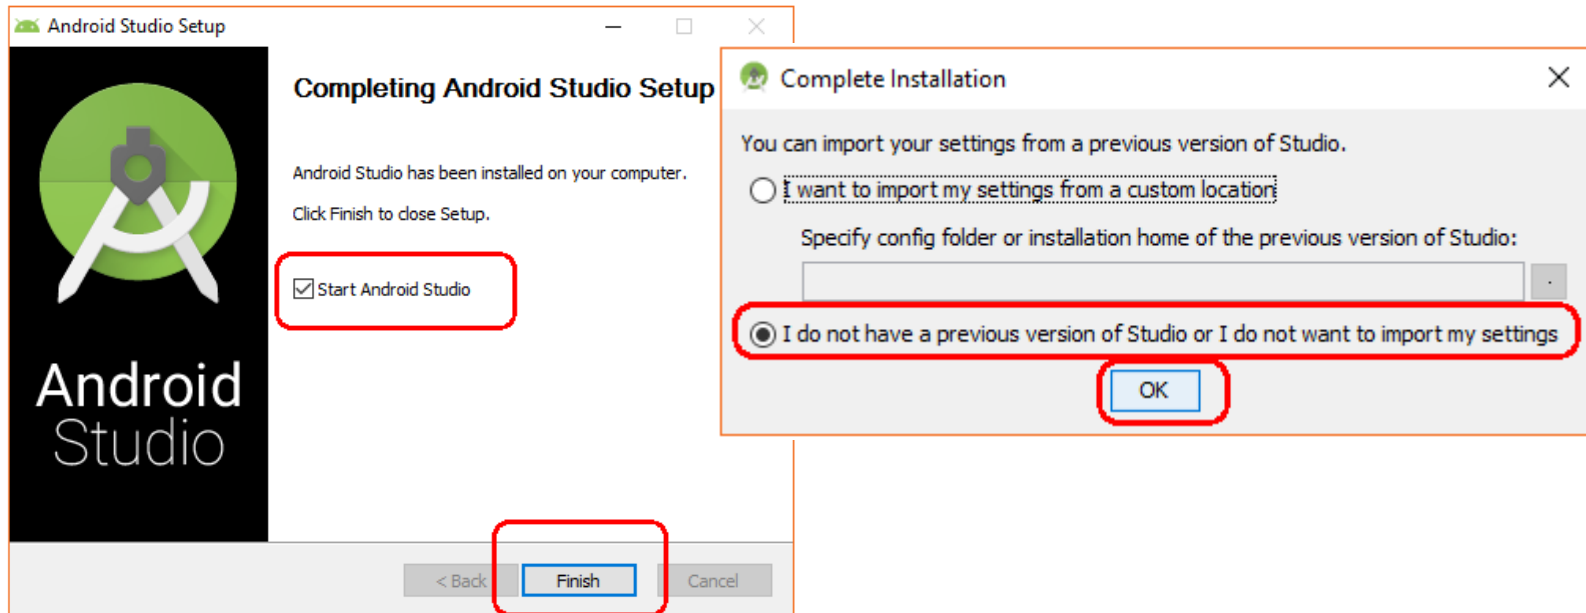 Android Studio Setup
Completing Android Studio Setup
Android Studio has been installed on your computer.
Click Finish to close Setup.
Start Android Studio
Android
Studio
< Back
Finish
Cancel
Complete Installation
You can import your settings from a previous version of Studio.
I want to import my settings from a custom location
Specify config folder or installation home of the previous version of Studio:
.
I do not have a previous version of Studio or I do not want to import my settings
OK